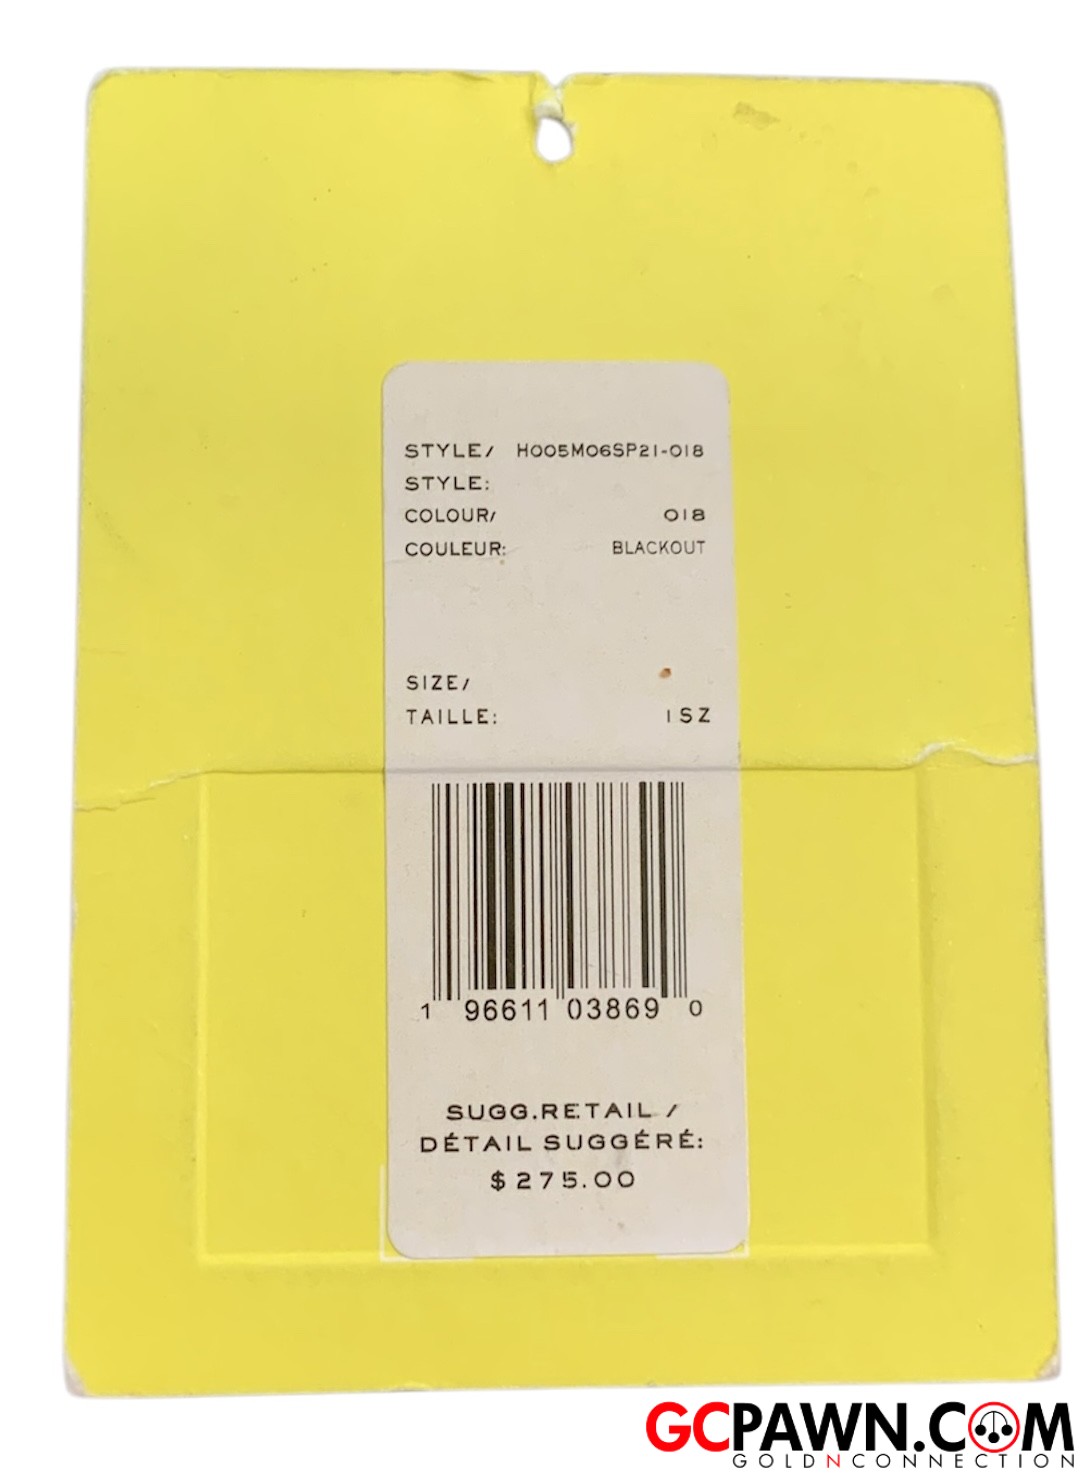 STYLE/ H005M06SP21-018
STYLE:
COLOUR/ 018
COULEUR: BLACKOUT
SIZE/
TAILLE: 1SZ
1 96611 03869 0
SUGG.RETAIL /
DÉTAIL SUGGÉRÉ:
$275.00
GCPAWN.COM
GOLDNCONNECTION